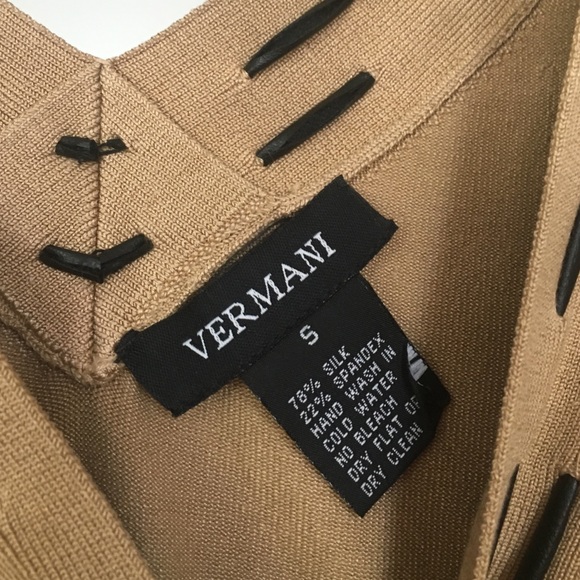 VERMANI
S
78% SILK
22% SPANDEX
HAND WASH IN
COLD WATER
NO BLEACH
DRY FLAT OR
DRY CLEAN